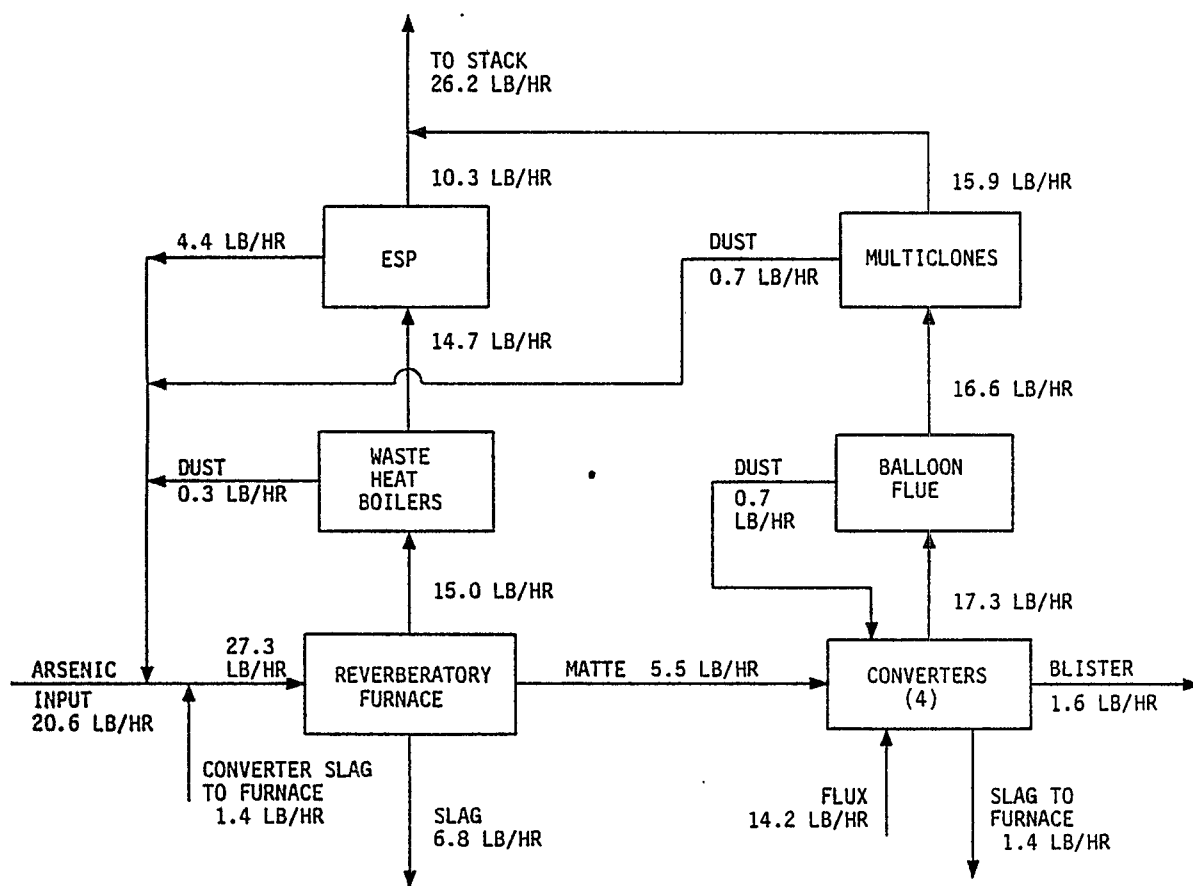 TO STACK
26.2 LB/HR
10.3 LB/HR
15.9 LB/HR
4.4 LB/HR
ESP
DUST
0.7 LB/HR
MULTICLONES
14.7 LB/HR
16.6 LB/HR
DUST
0.3 LB/HR
WASTE
HEAT
BOILERS
DUST
0.7
LB/HR
BALLOON
FLUE
15.0 LB/HR
17.3 LB/HR
ARSENIC
INPUT
20.6 LB/HR
27.3
LB/HR
REVERBERATORY
FURNACE
MATTE 5.5 LB/HR
CONVERTERS
(4)
BLISTER
1.6 LB/HR
CONVERTER SLAG
TO FURNACE
1.4 LB/HR
SLAG
6.8 LB/HR
FLUX
14.2 LB/HR
SLAG TO
FURNACE
1.4 LB/HR